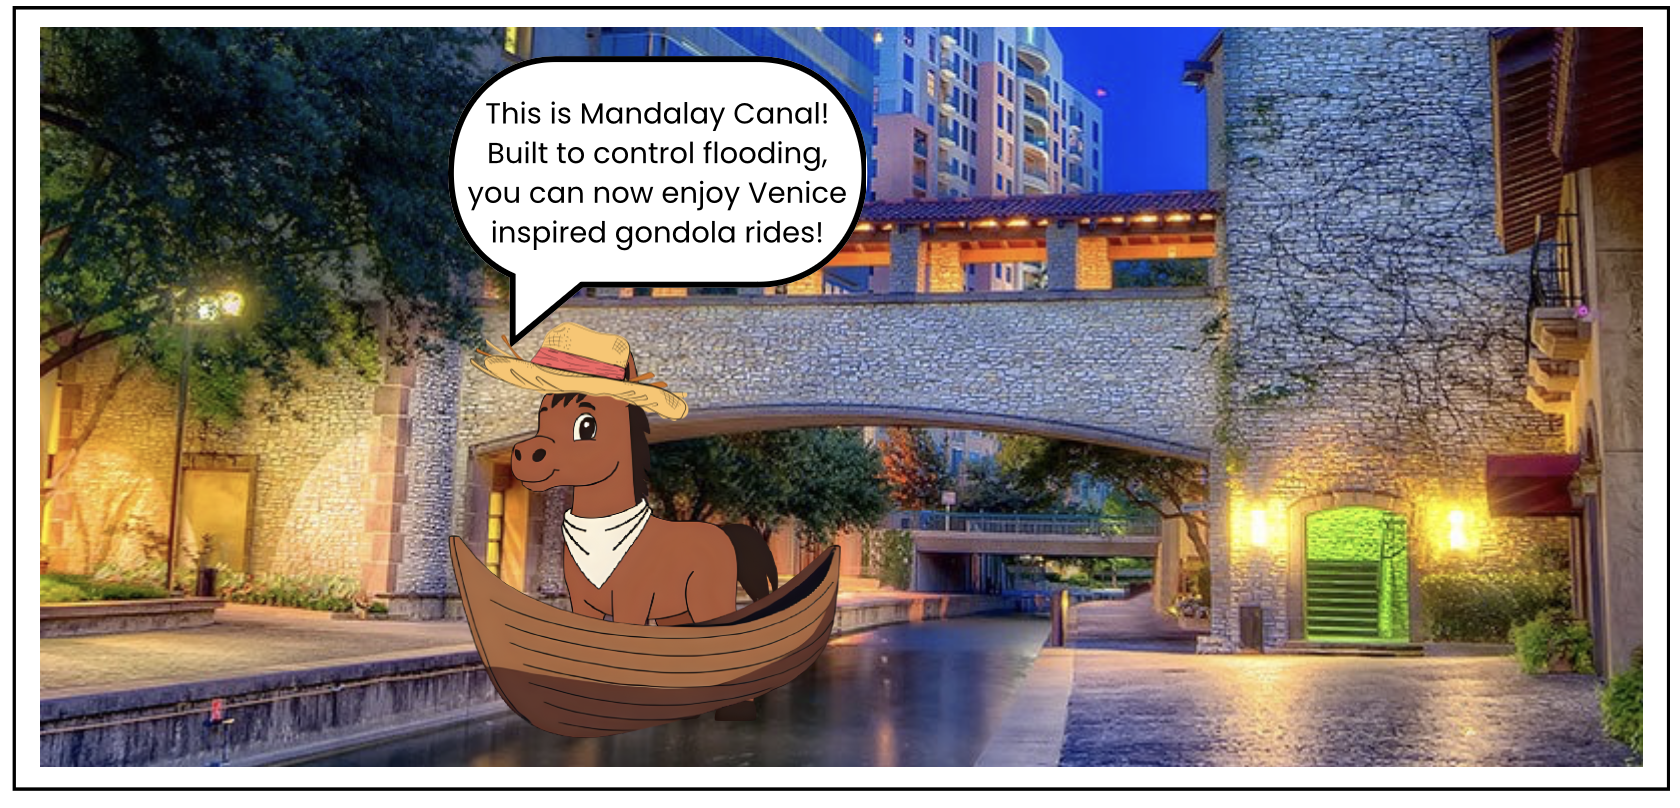 This is Mandalay Canal!
Built to control flooding,
you can now enjoy Venice
inspired gondola rides!